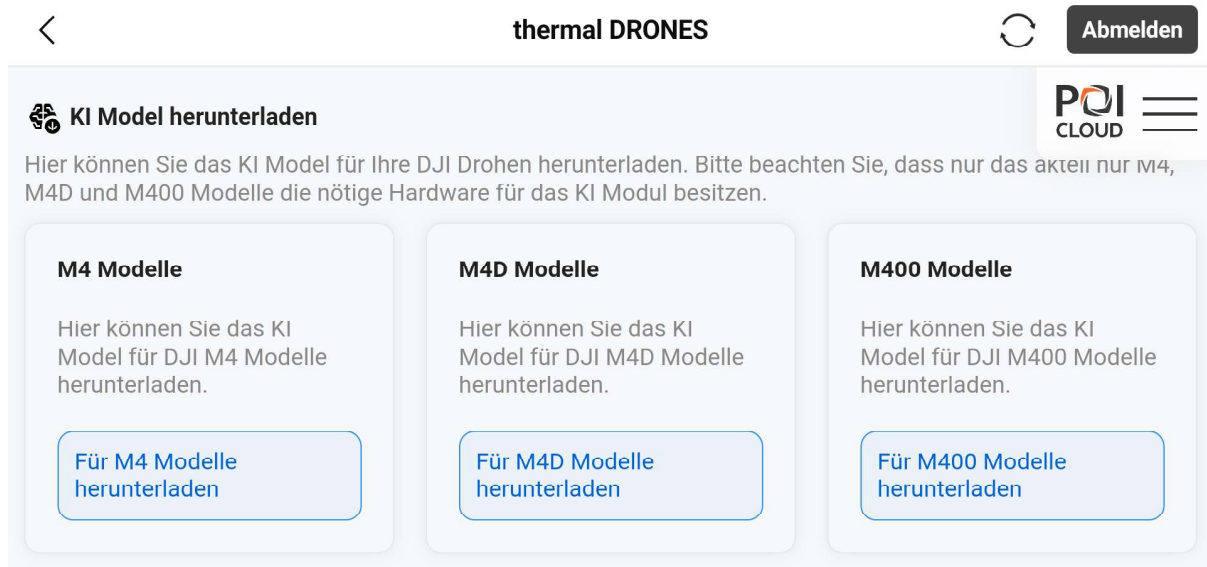 thermal DRONES
Abmelden
POI
CLOUD
KI Model herunterladen
Hier können Sie das KI Model für Ihre DJI Drohen herunterladen. Bitte beachten Sie, dass nur das akteil nur M4,
M4D und M400 Modelle die nötige Hardware für das KI Modul besitzen.
M4 Modelle
Hier können Sie das KI
Model für DJI M4 Modelle
herunterladen.
Für M4 Modelle
herunterladen
M4D Modelle
Hier können Sie das KI
Model für DJI M4D Modelle
herunterladen.
Für M4D Modelle
herunterladen
M400 Modelle
Hier können Sie das KI
Model für DJI M400 Modelle
herunterladen.
Für M400 Modelle
herunterladen